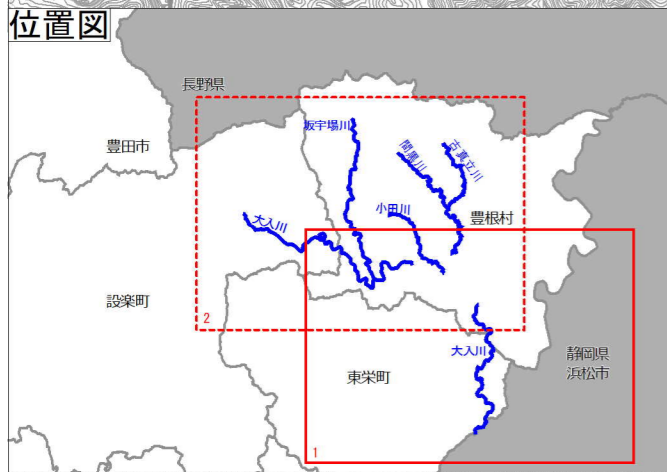 位置図
長野県
豊田市
坂宇場川
間黒川
古真立川
小田川
豊根村
大入川
設楽町
2
大入川
静岡県
浜松市
東栄町
1